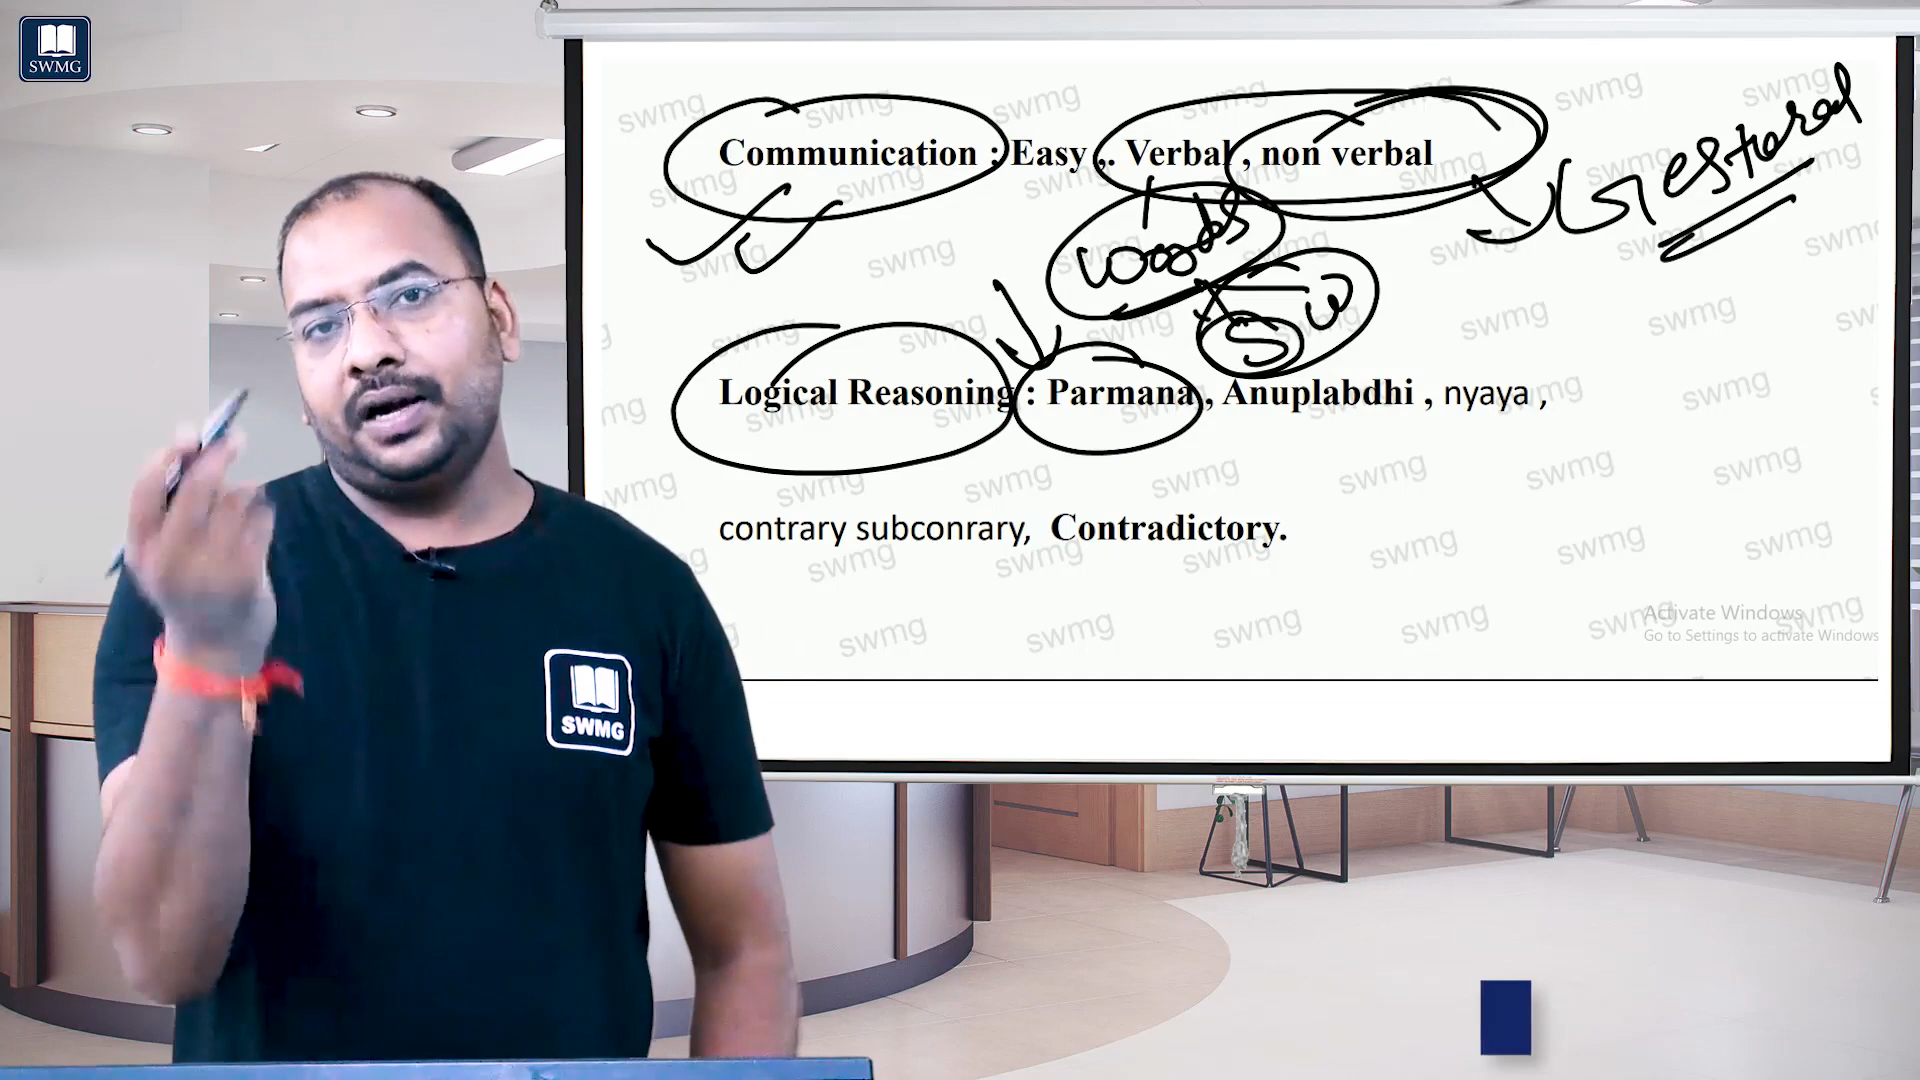 SWMG
Communication : Easy .. Verbal , non verbal
Gestural
Words
S W
Logical Reasoning : Parmana , Anuplabdhi , nyaya ,
contrary subconrary, Contradictory.
SWMG
Activate Windows
Go to Settings to activate Windows
swmg